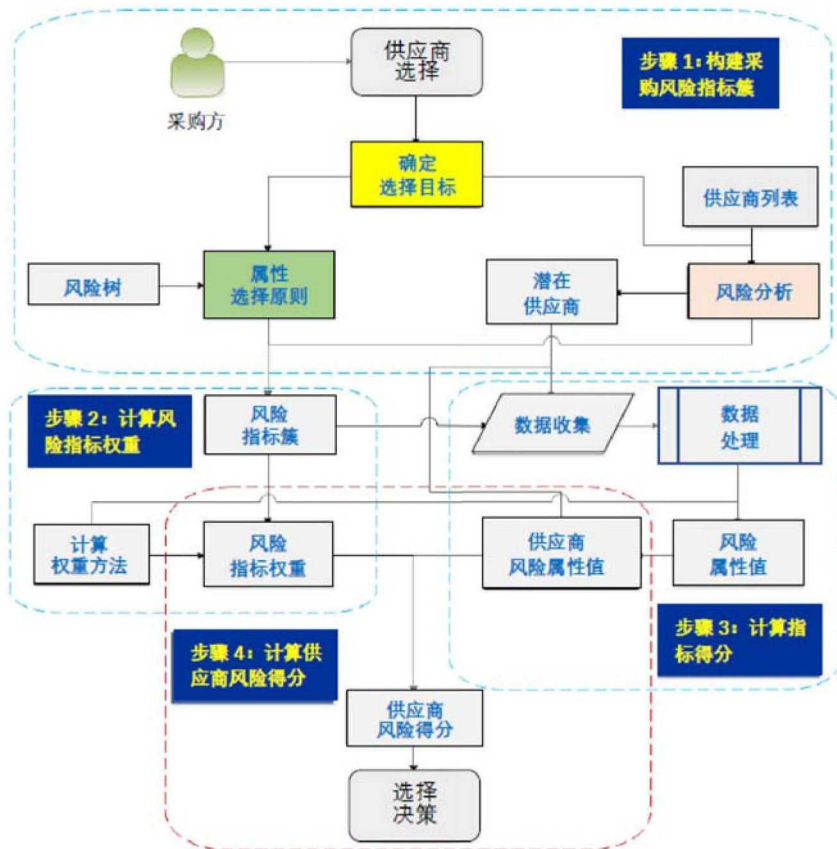 供应商
选择
步骤 1：构建采
购风险指标簇
采购方
确定
选择目标
供应商列表
属性
选择原则
风险树
潜在
供应商
风险分析
步骤 2：计算风
险指标权重
风险
指标簇
数据收集
数据
处理
计算
权重方法
风险
指标权重
供应商
风险属性值
风险
属性值
步骤 4：计算供
应商风险得分
步骤 3：计算指
标得分
供应商
风险得分
选择
决策